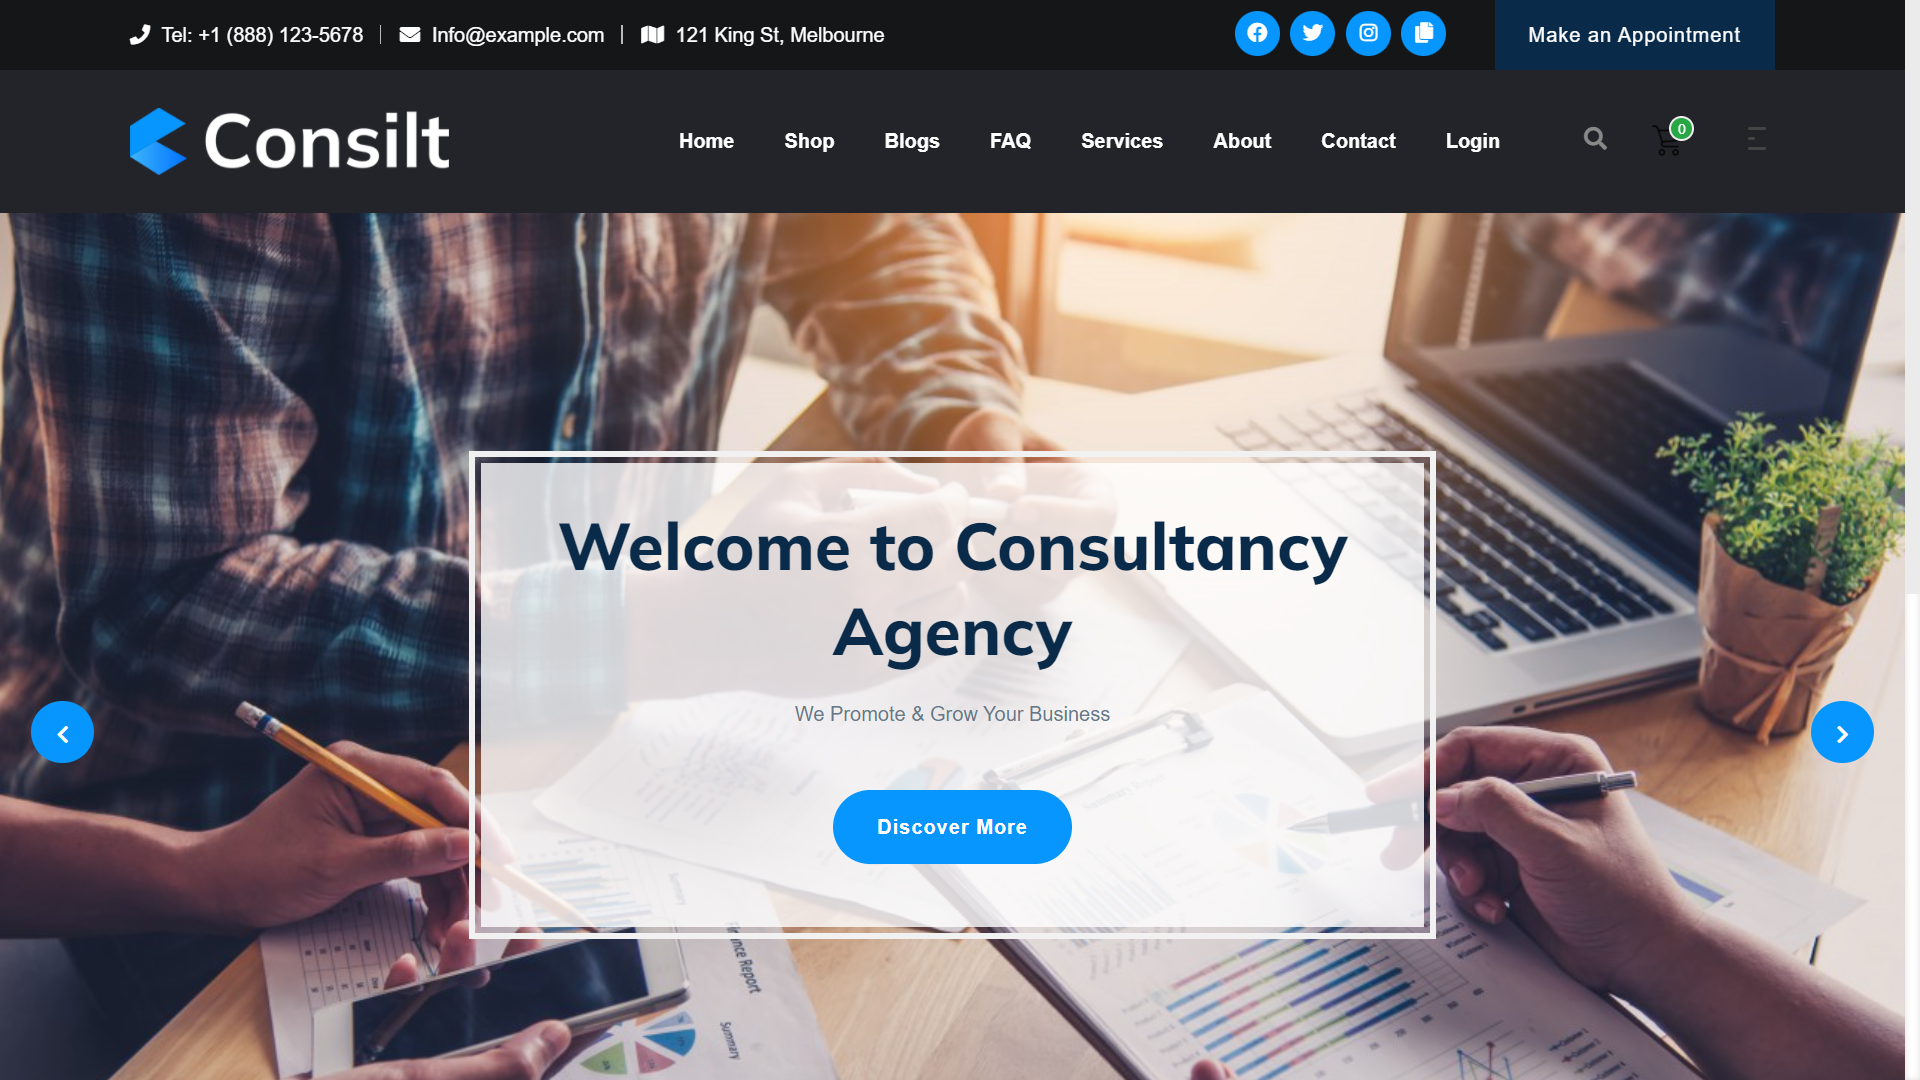 Tel: +1 (888) 123-5678
Info@example.com
121 King St, Melbourne
Make an Appointment
Consilt
Home
Shop
Blogs
FAQ
Services
About
Contact
Login
0
Welcome to Consultancy
Agency
We Promote & Grow Your Business
Discover More
Summary